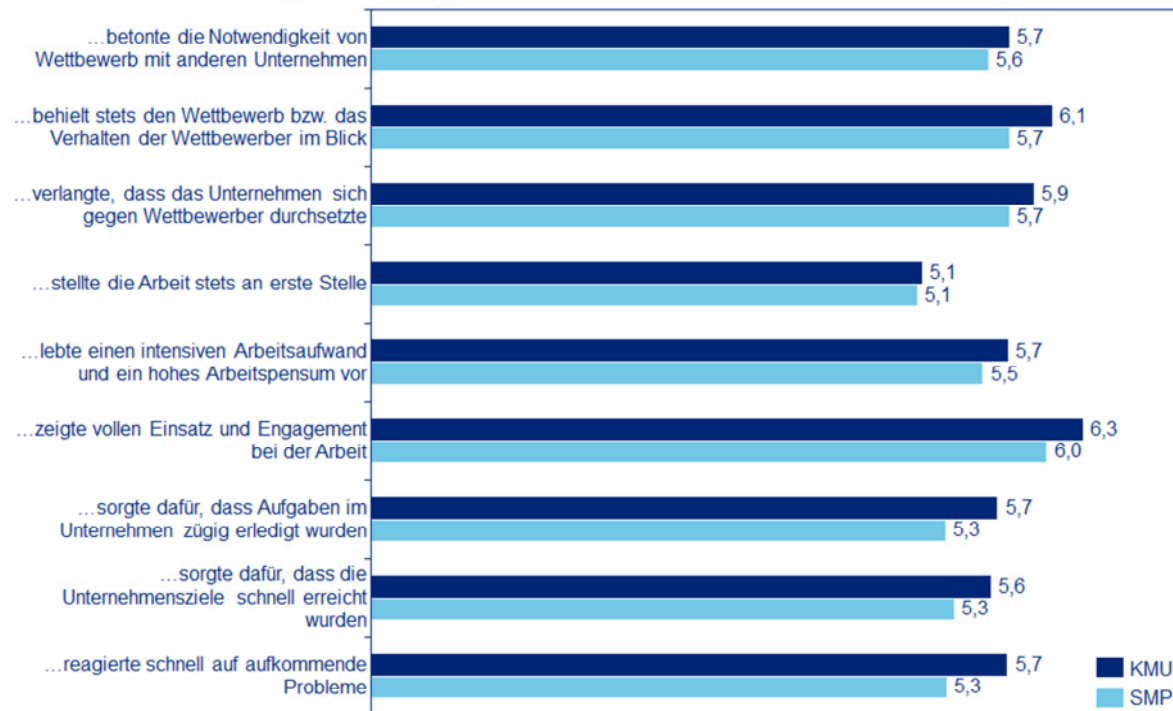 …betonte die Notwendigkeit von
Wettbewerb mit anderen Unternehmen
5,7
5,6
…behielt stets den Wettbewerb bzw. das
Verhalten der Wettbewerber im Blick
6,1
5,7
…verlangte, dass das Unternehmen sich
gegen Wettbewerber durchsetzte
5,9
5,7
…stellte die Arbeit stets an erste Stelle
5,1
5,1
…lebte einen intensiven Arbeitsaufwand
und ein hohes Arbeitspensum vor
5,7
5,5
…zeigte vollen Einsatz und Engagement
bei der Arbeit
6,3
6,0
…sorgte dafür, dass Aufgaben im
Unternehmen zügig erledigt wurden
5,7
5,3
…sorgte dafür, dass die
Unternehmensziele schnell erreicht
wurden
5,6
5,3
…reagierte schnell auf aufkommende
Probleme
5,7
5,3
KMU
SMP